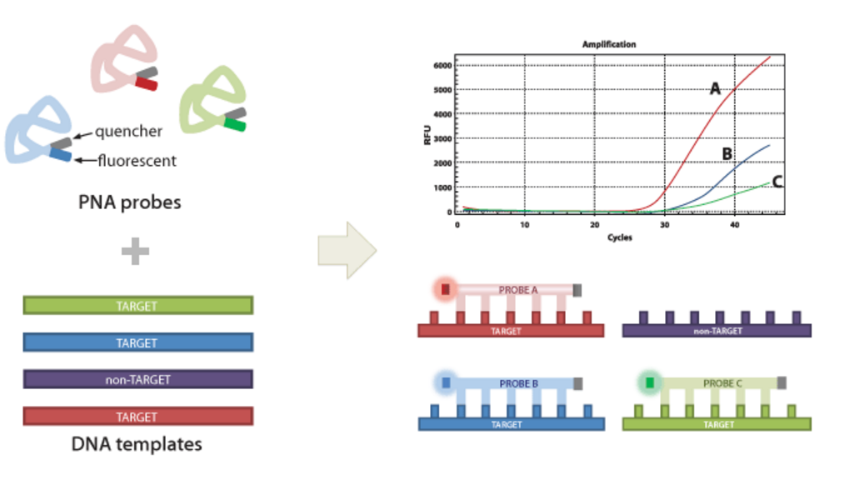 quencher
fluorescent
PNA probes
TARGET
TARGET
non-TARGET
TARGET
DNA templates
Amplification
RFU
6000
5000
4000
3000
2000
1000
0
A
B
C
0 10 20 30 40
Cycles
PROBE A
TARGET
non-TARGET
PROBE B
TARGET
PROBE C
TARGET